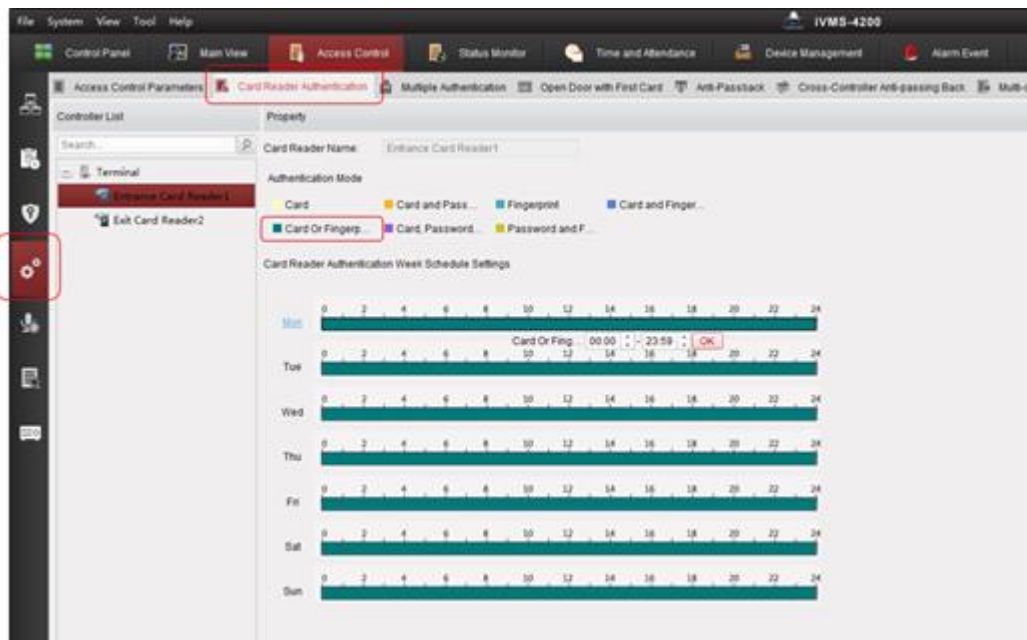 File System View Tool Help iVMS-4200
Control Panel Main View Access Control Status Monitor Time and Attendance Device Management Alarm Event
Access Control Parameters Card Reader Authentication Multiple Authentication Open Door with First Card Anti-Passback Cross-Controller Anti-passing Back Multi-
Controller List Property
Search... Card Reader Name: Entrance Card Reader1
Terminal Authentication Mode
Entrance Card Reader1
Card Card and Pass... Fingerprint Card and Finger...
Exit Card Reader2
Card Or Fingerp... Card, Password... Password and F...
Card Reader Authentication Week Schedule Settings
0 2 4 6 8 10 12 14 16 18 20 22 24
Mon
Card Or Fing... 00:00 - 23:59 OK
0 2 4 6 8 10 12 14 16 18 20 22 24
Tue
0 2 4 6 8 10 12 14 16 18 20 22 24
Wed
0 2 4 6 8 10 12 14 16 18 20 22 24
Thu
0 2 4 6 8 10 12 14 16 18 20 22 24
Fri
0 2 4 6 8 10 12 14 16 18 20 22 24
Sat
0 2 4 6 8 10 12 14 16 18 20 22 24
Sun